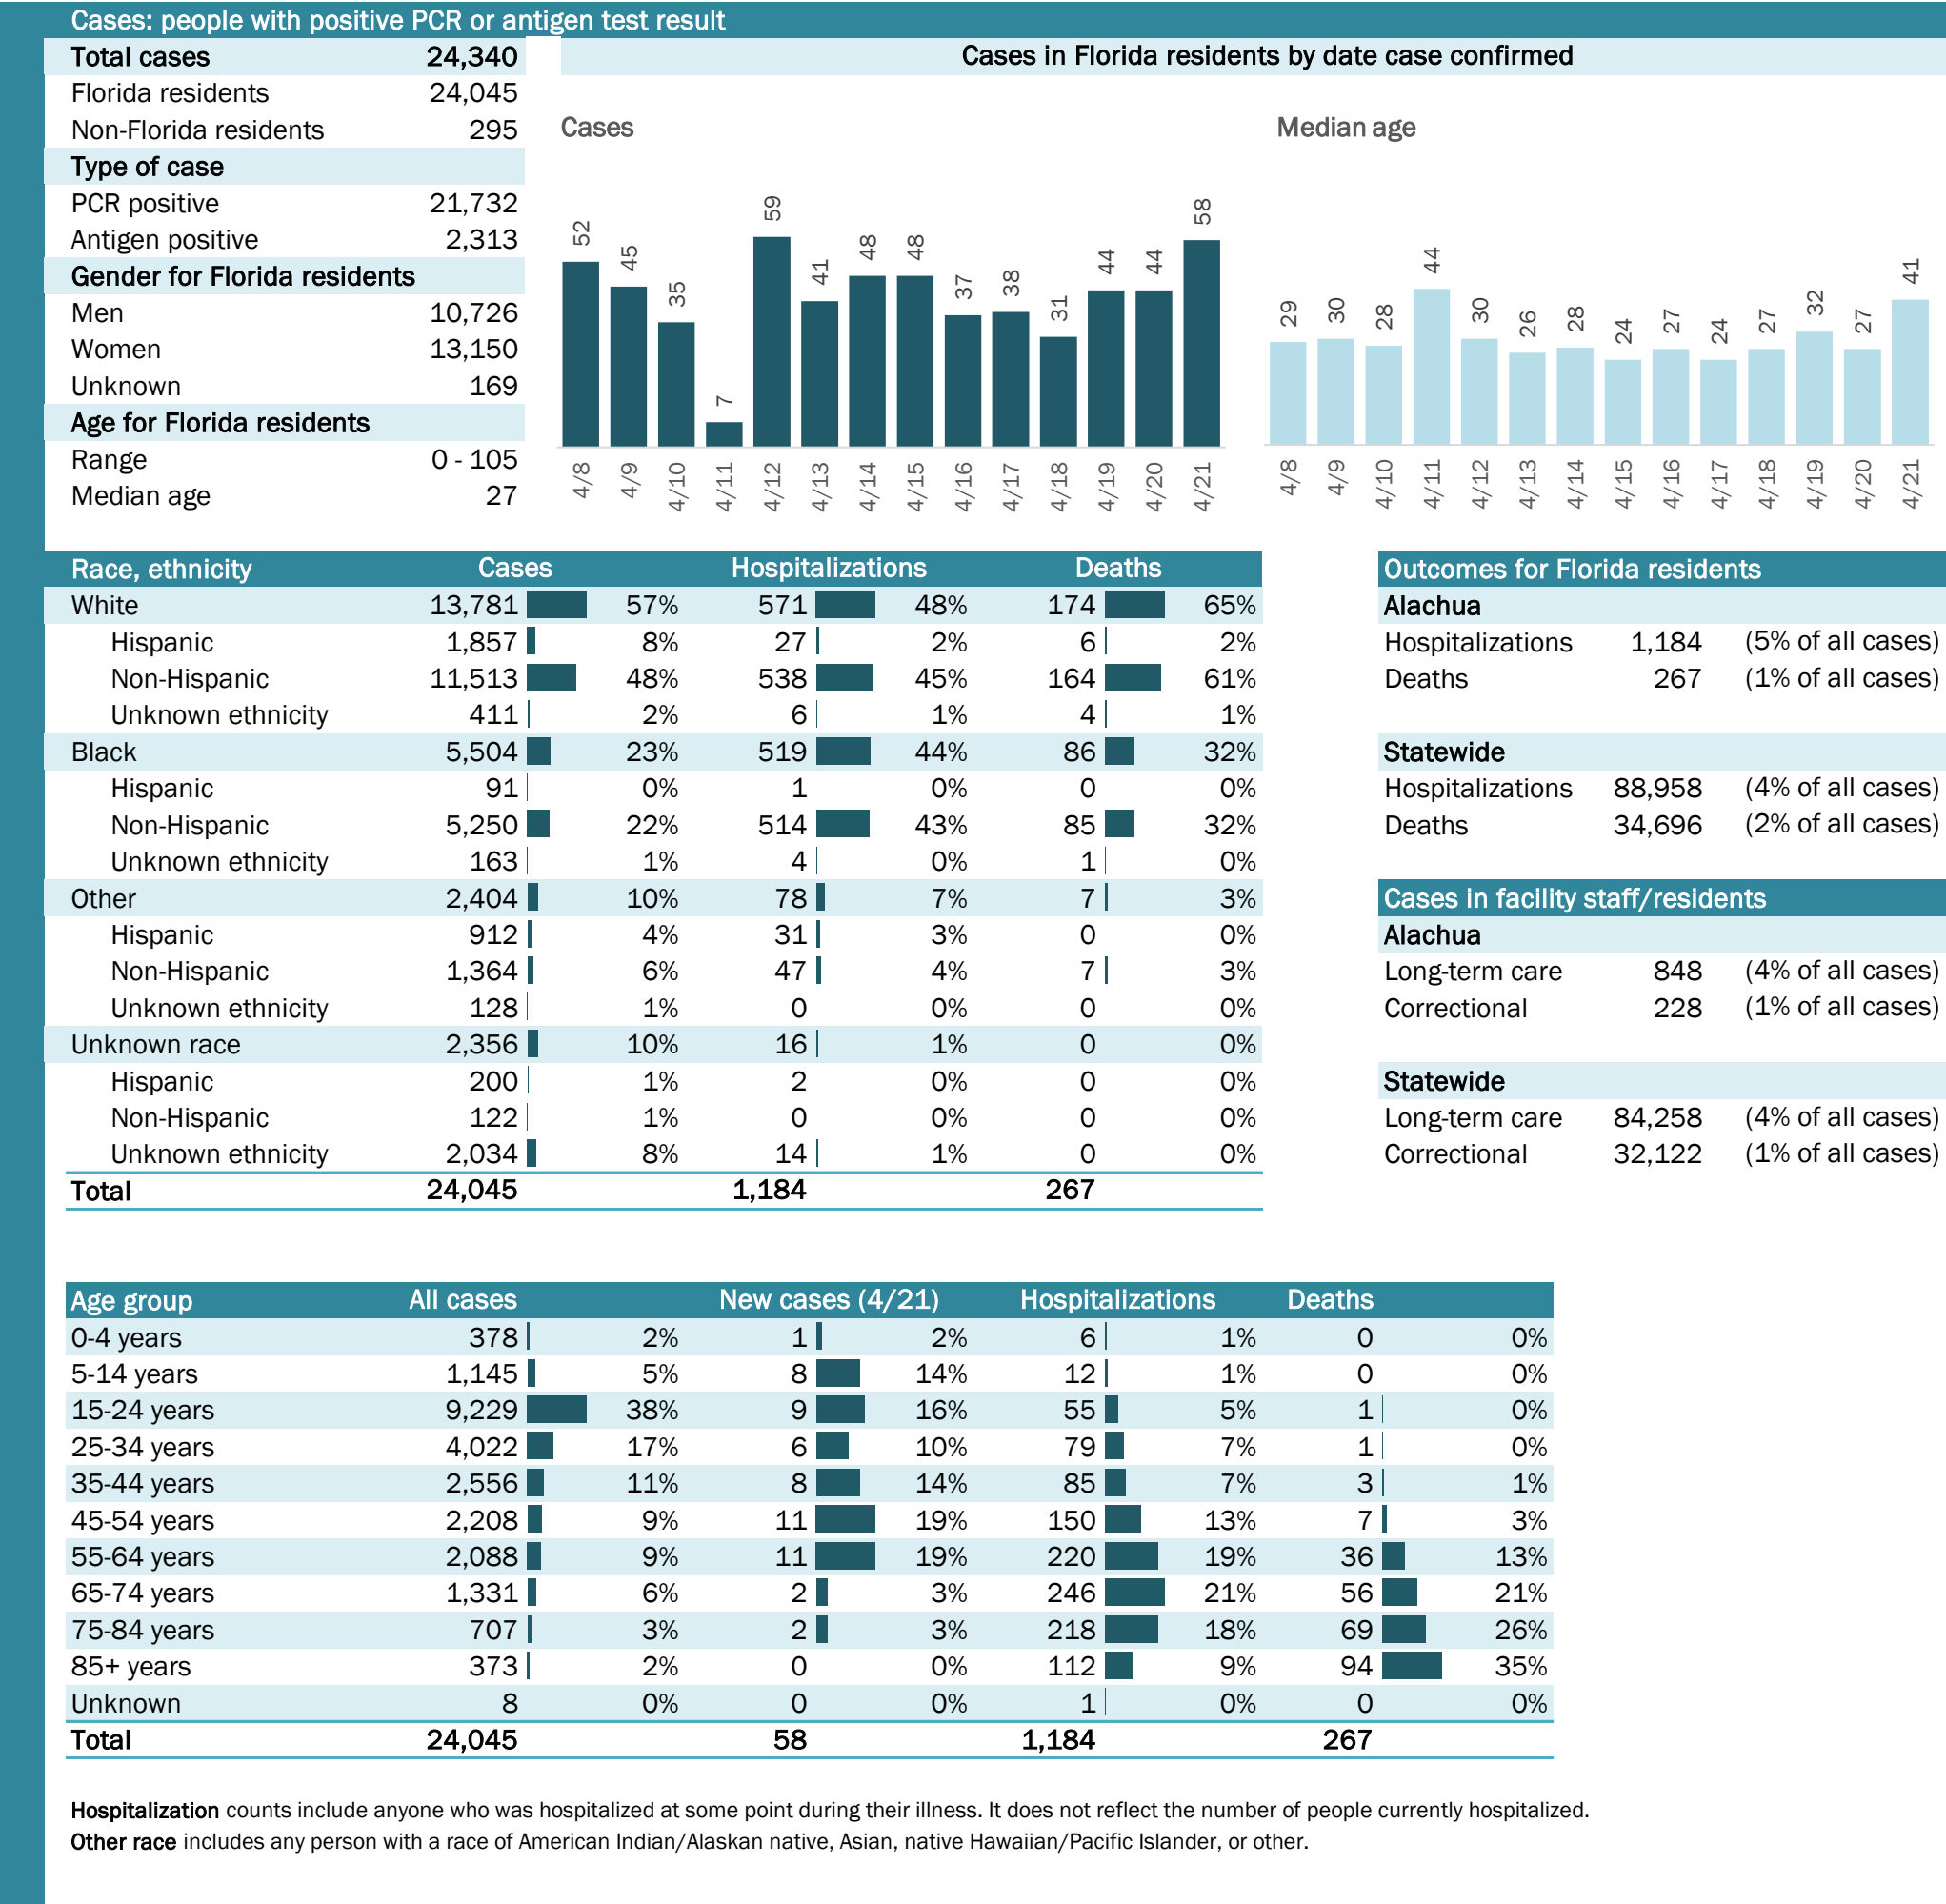 Cases: people with positive PCR or antigen test result
Total cases 24,340
Florida residents 24,045
Non-Florida residents 295
Type of case
PCR positive 21,732
Antigen positive 2,313
Gender for Florida residents
Men 10,726
Women 13,150
Unknown 169
Age for Florida residents
Range 0 - 105
Median age 27
Cases in Florida residents by date case confirmed
Cases
52 45 35 7 59 41 48 48 37 38 31 44 44 58
4/8 4/9 4/10 4/11 4/12 4/13 4/14 4/15 4/16 4/17 4/18 4/19 4/20 4/21
Median age
29 30 28 44 30 26 28 24 27 24 27 32 27 41
4/8 4/9 4/10 4/11 4/12 4/13 4/14 4/15 4/16 4/17 4/18 4/19 4/20 4/21
Race, ethnicity Cases Hospitalizations Deaths
White 13,781 57% 571 48% 174 65%
Hispanic 1,857 8% 27 2% 6 2%
Non-Hispanic 11,513 48% 538 45% 164 61%
Unknown ethnicity 411 2% 6 1% 4 1%
Black 5,504 23% 519 44% 86 32%
Hispanic 91 0% 1 0% 0 0%
Non-Hispanic 5,250 22% 514 43% 85 32%
Unknown ethnicity 163 1% 4 0% 1 0%
Other 2,404 10% 78 7% 7 3%
Hispanic 912 4% 31 3% 0 0%
Non-Hispanic 1,364 6% 47 4% 7 3%
Unknown ethnicity 128 1% 0 0% 0 0%
Unknown race 2,356 10% 16 1% 0 0%
Hispanic 200 1% 2 0% 0 0%
Non-Hispanic 122 1% 0 0% 0 0%
Unknown ethnicity 2,034 8% 14 1% 0 0%
Total 24,045 1,184 267
Outcomes for Florida residents
Alachua
Hospitalizations 1,184 (5% of all cases)
Deaths 267 (1% of all cases)
Statewide
Hospitalizations 88,958 (4% of all cases)
Deaths 34,696 (2% of all cases)
Cases in facility staff/residents
Alachua
Long-term care 848 (4% of all cases)
Correctional 228 (1% of all cases)
Statewide
Long-term care 84,258 (4% of all cases)
Correctional 32,122 (1% of all cases)
Age group All cases New cases (4/21) Hospitalizations Deaths
0-4 years 378 2% 1 2% 6 1% 0 0%
5-14 years 1,145 5% 8 14% 12 1% 0 0%
15-24 years 9,229 38% 9 16% 55 5% 1 0%
25-34 years 4,022 17% 6 10% 79 7% 1 0%
35-44 years 2,556 11% 8 14% 85 7% 3 1%
45-54 years 2,208 9% 11 19% 150 13% 7 3%
55-64 years 2,088 9% 11 19% 220 19% 36 13%
65-74 years 1,331 6% 2 3% 246 21% 56 21%
75-84 years 707 3% 2 3% 218 18% 69 26%
85+ years 373 2% 0 0% 112 9% 94 35%
Unknown 8 0% 0 0% 1 0% 0 0%
Total 24,045 58 1,184 267
Hospitalization counts include anyone who was hospitalized at some point during their illness. It does not reflect the number of people currently hospitalized.
Other race includes any person with a race of American Indian/Alaskan native, Asian, native Hawaiian/Pacific Islander, or other.